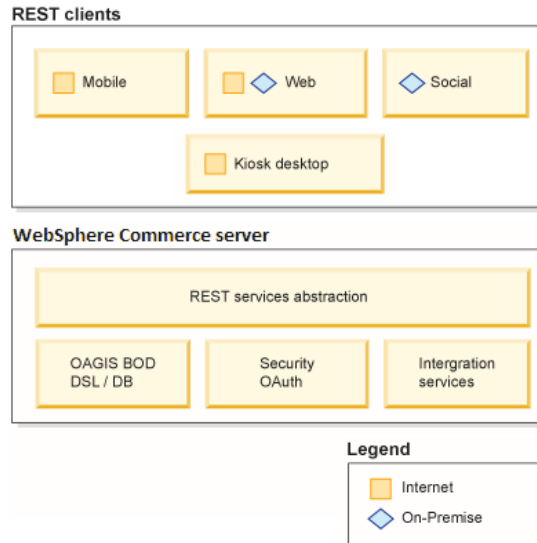 REST clients
Mobile
Web
Social
Kiosk desktop
WebSphere Commerce server
REST services abstraction
OAGIS BOD
DSL / DB
Security
OAuth
Intergration
services
Legend
Internet
On-Premise